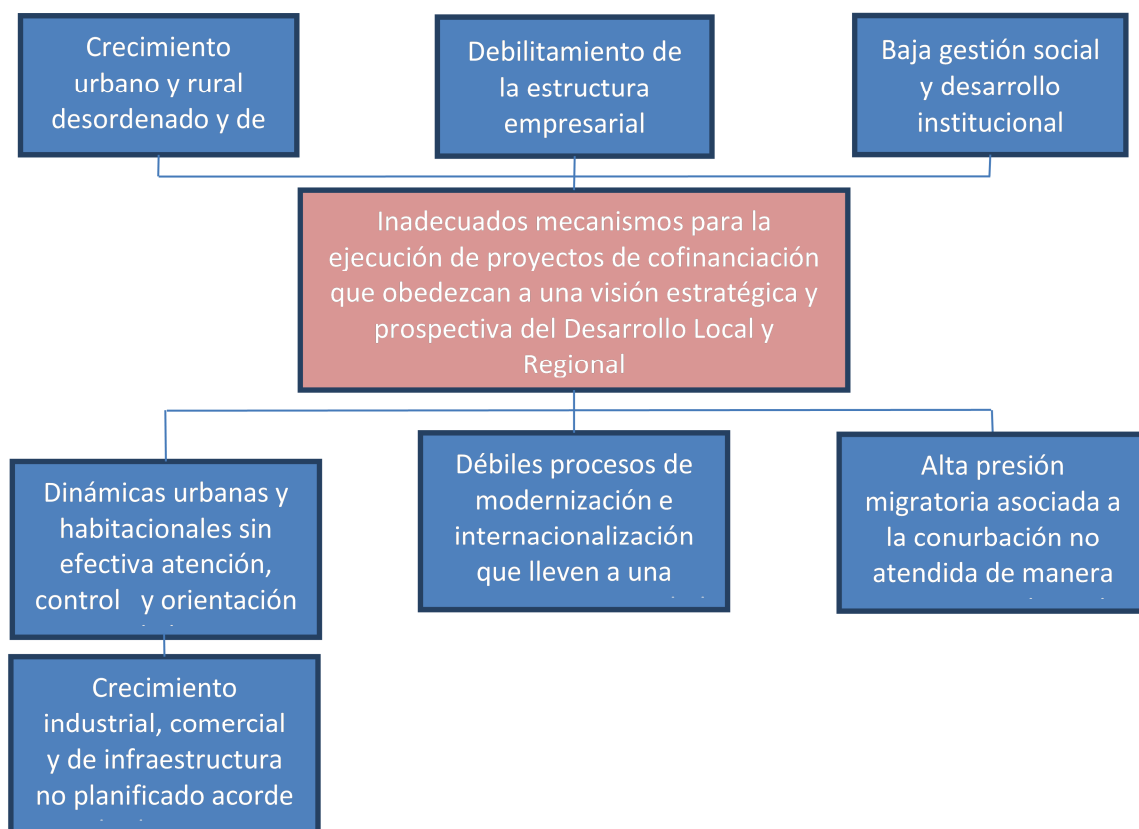 Crecimiento
urbano y rural
desordenado y de
Debilitamiento de
la estructura
empresarial
Baja gestión social
y desarrollo
institucional
Inadecuados mecanismos para la
ejecución de proyectos de cofinanciación
que obedezcan a una visión estratégica y
prospectiva del Desarrollo Local y
Regional
Dinámicas urbanas y
habitacionales sin
efectiva atención,
control y orientación
Débiles procesos de
modernización e
internacionalización
que lleven a una
Alta presión
migratoria asociada a
la conurbación no
atendida de manera
Crecimiento
industrial, comercial
y de infraestructura
no planificado acorde